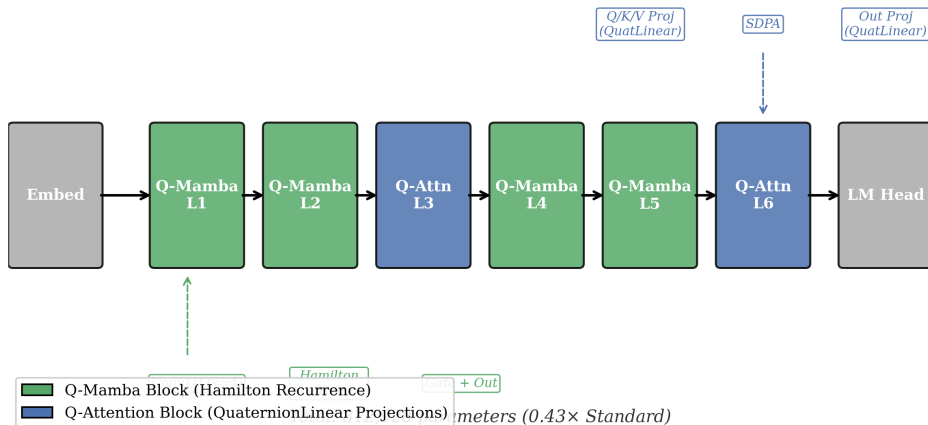 Q/K/V Proj
(QuatLinear)
SDPA
Out Proj
(QuatLinear)
Embed
Q-Mamba
L1
Q-Mamba
L2
Q-Attn
L3
Q-Mamba
L4
Q-Mamba
L5
Q-Attn
L6
LM Head
Hamilton
Gate + Out
Q-Mamba Block (Hamilton Recurrence)
Q-Attention Block (QuaternionLinear Projections)
(0.43× Standard)